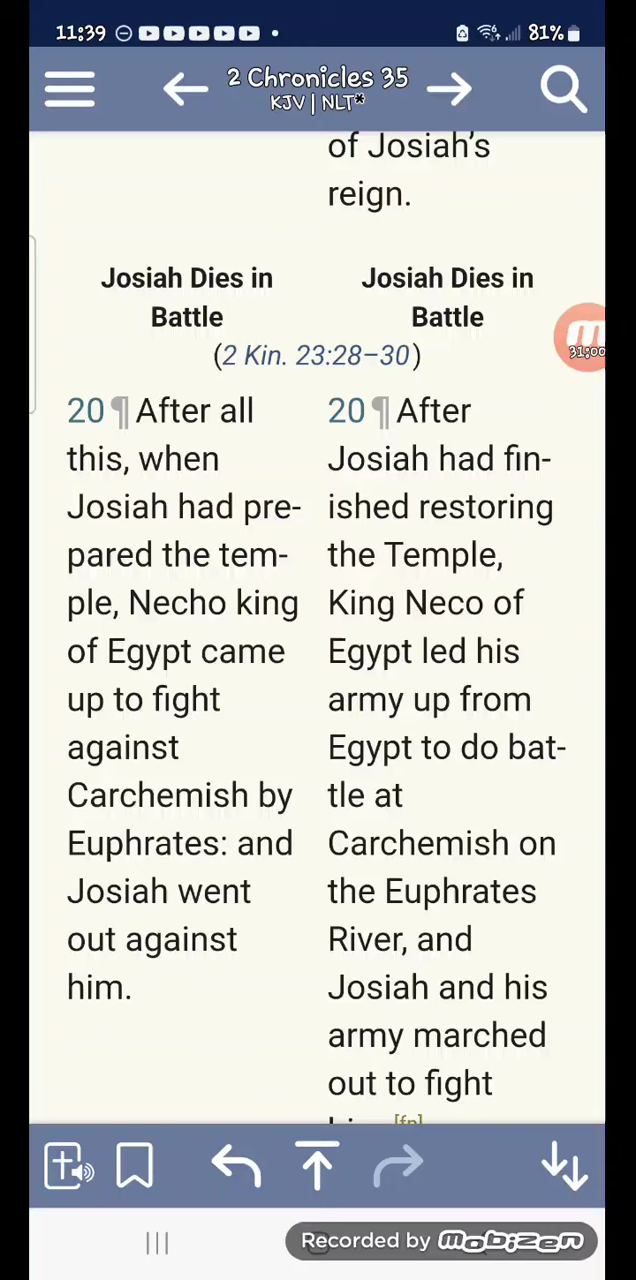 11:39
81%
2 Chronicles 35
KJV | NLT*
of Josiah's
reign.
Josiah Dies in
Battle
Josiah Dies in
Battle
(2 Kin. 23:28–30)
31:00
20 ¶ After all
this, when
Josiah had pre-
pared the tem-
ple, Necho king
of Egypt came
up to fight
against
Carchemish by
Euphrates: and
Josiah went
out against
him.
20 ¶ After
Josiah had fin-
ished restoring
the Temple,
King Neco of
Egypt led his
army up from
Egypt to do bat-
tle at
Carchemish on
the Euphrates
River, and
Josiah and his
army marched
out to fight
[fn]
Recorded by mobizen